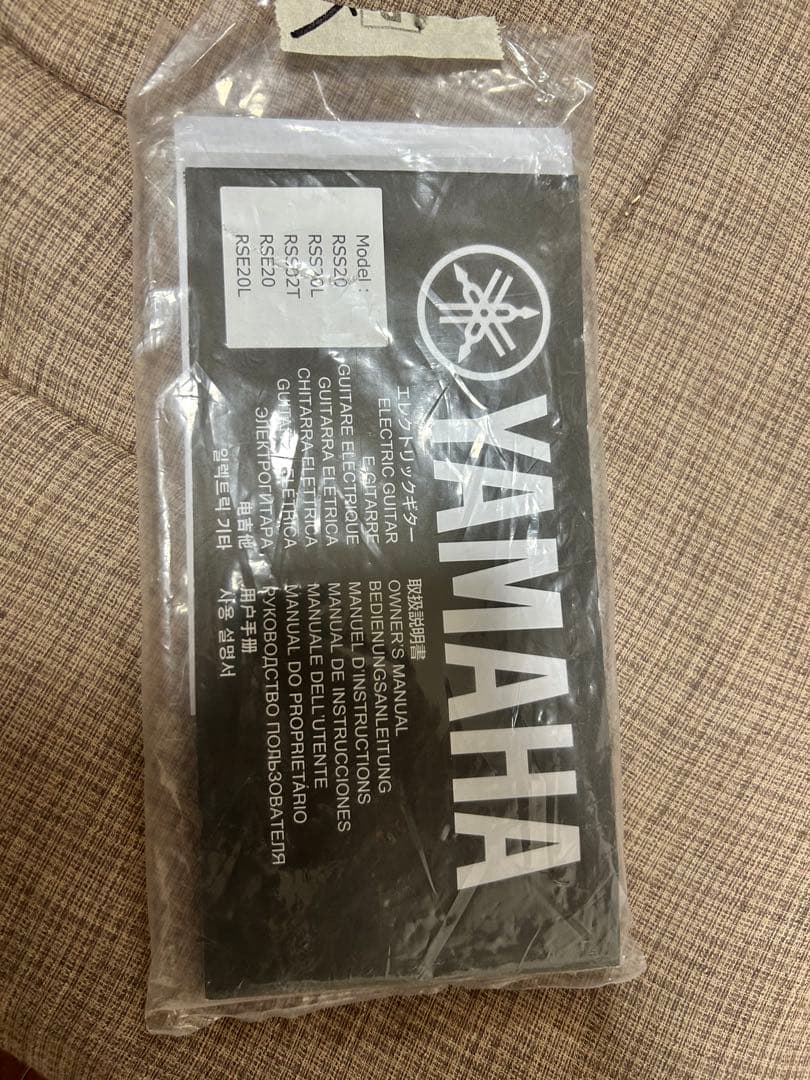 YAMAHA
Model :
RSS20
RSS20L
RSS02T
RSE20
RSE20L
エレクトリックギター
ELECTRIC GUITAR
E-GITARRE
GUITARE ELECTRIQUE
GUITARRA ELETRICA
CHITARRA ELETTRICA
GUITARRA ELÉTRICA
ЭЛЕКТРОГИТАРА
电吉他
일렉트릭 기타
取扱説明書
OWNER'S MANUAL
BEDIENUNGSANLEITUNG
MANUEL D'INSTRUCTIONS
MANUAL DE INSTRUCCIONES
MANUALE DELL'UTENTE
MANUAL DO PROPRIETÁRIO
РУКОВОДСТВО ПОЛЬЗОВАТЕЛЯ
用户手册
사용 설명서